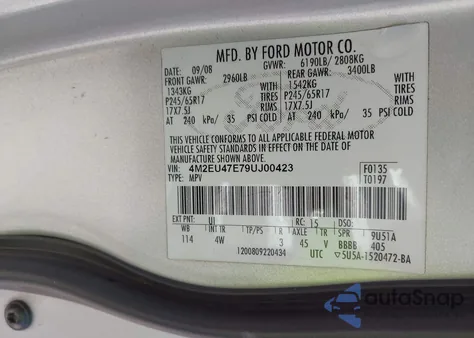 MFD. BY FORD MOTOR CO.
DATE: 09/08 GVWR: 6190LB/ 2808KG
FRONT GAWR: 2960LB REAR GAWR: 3400LB
1343KG WITH 1542KG WITH
P245/65R17 TIRES P245/65R17 TIRES
17X7.5J RIMS 17X7.5J RIMS
AT 240 kPa/ 35 PSI COLD AT 240 kPa/ 35 PSI COLD
THIS VEHICLE CONFORMS TO ALL APPLICABLE FEDERAL MOTOR
VEHICLE SAFETY STANDARDS IN EFFECT ON THE DATE OF
MANUFACTURE SHOWN ABOVE.
VIN: 4M2EU47E79UJ00423 F0135
TYPE: MPV T0197
EXT PNT: UI RC: 15 DSO:
WB INT TR TP/PS R AXLE TR SPR 9U51A
114 4W 3 45 V BBBB 405
1200809220434 UTC ▽5U5A-1520472-BA
autoSnap